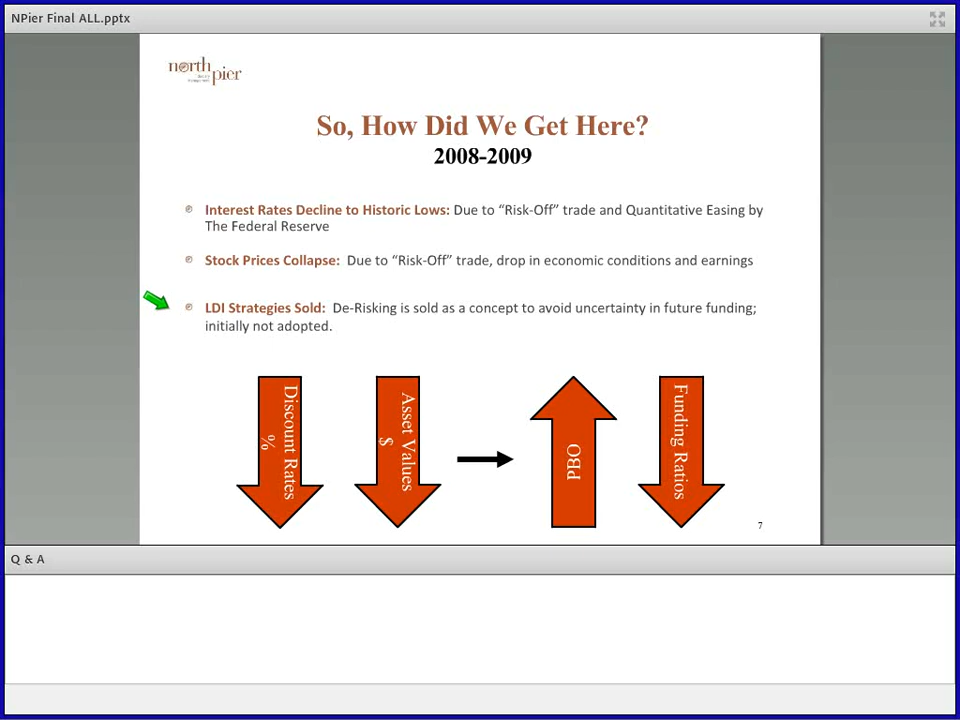 NPier Final ALL.pptx
north
pier
So, How Did We Get Here?
2008-2009
Interest Rates Decline to Historic Lows: Due to “Risk-Off” trade and Quantitative Easing by
The Federal Reserve
Stock Prices Collapse: Due to “Risk-Off” trade, drop in economic conditions and earnings
LDI Strategies Sold: De-Risking is sold as a concept to avoid uncertainty in future funding;
initially not adopted.
Discount Rates
%
Asset Values
$
PBO
Funding Ratios
7
Q & A